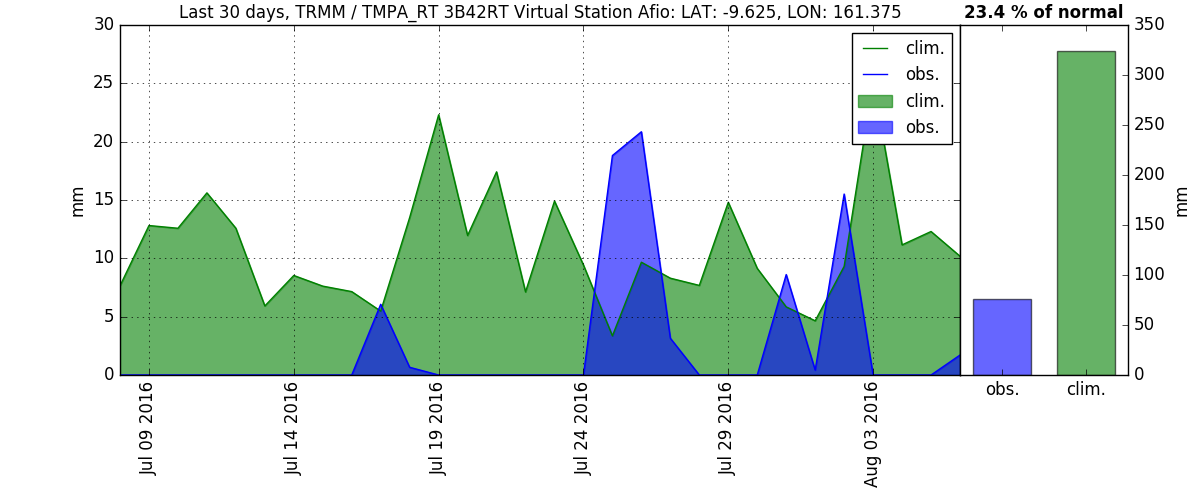 Last 30 days, TRMM / TMPA_RT 3B42RT Virtual Station Afio: LAT: -9.625, LON: 161.375
23.4 % of normal
30
25
20
15
10
5
0
mm
clim.
obs.
clim.
obs.
350
300
250
200
150
100
50
0
mm
Jul 09 2016
Jul 14 2016
Jul 19 2016
Jul 24 2016
Jul 29 2016
Aug 03 2016
obs.
clim.